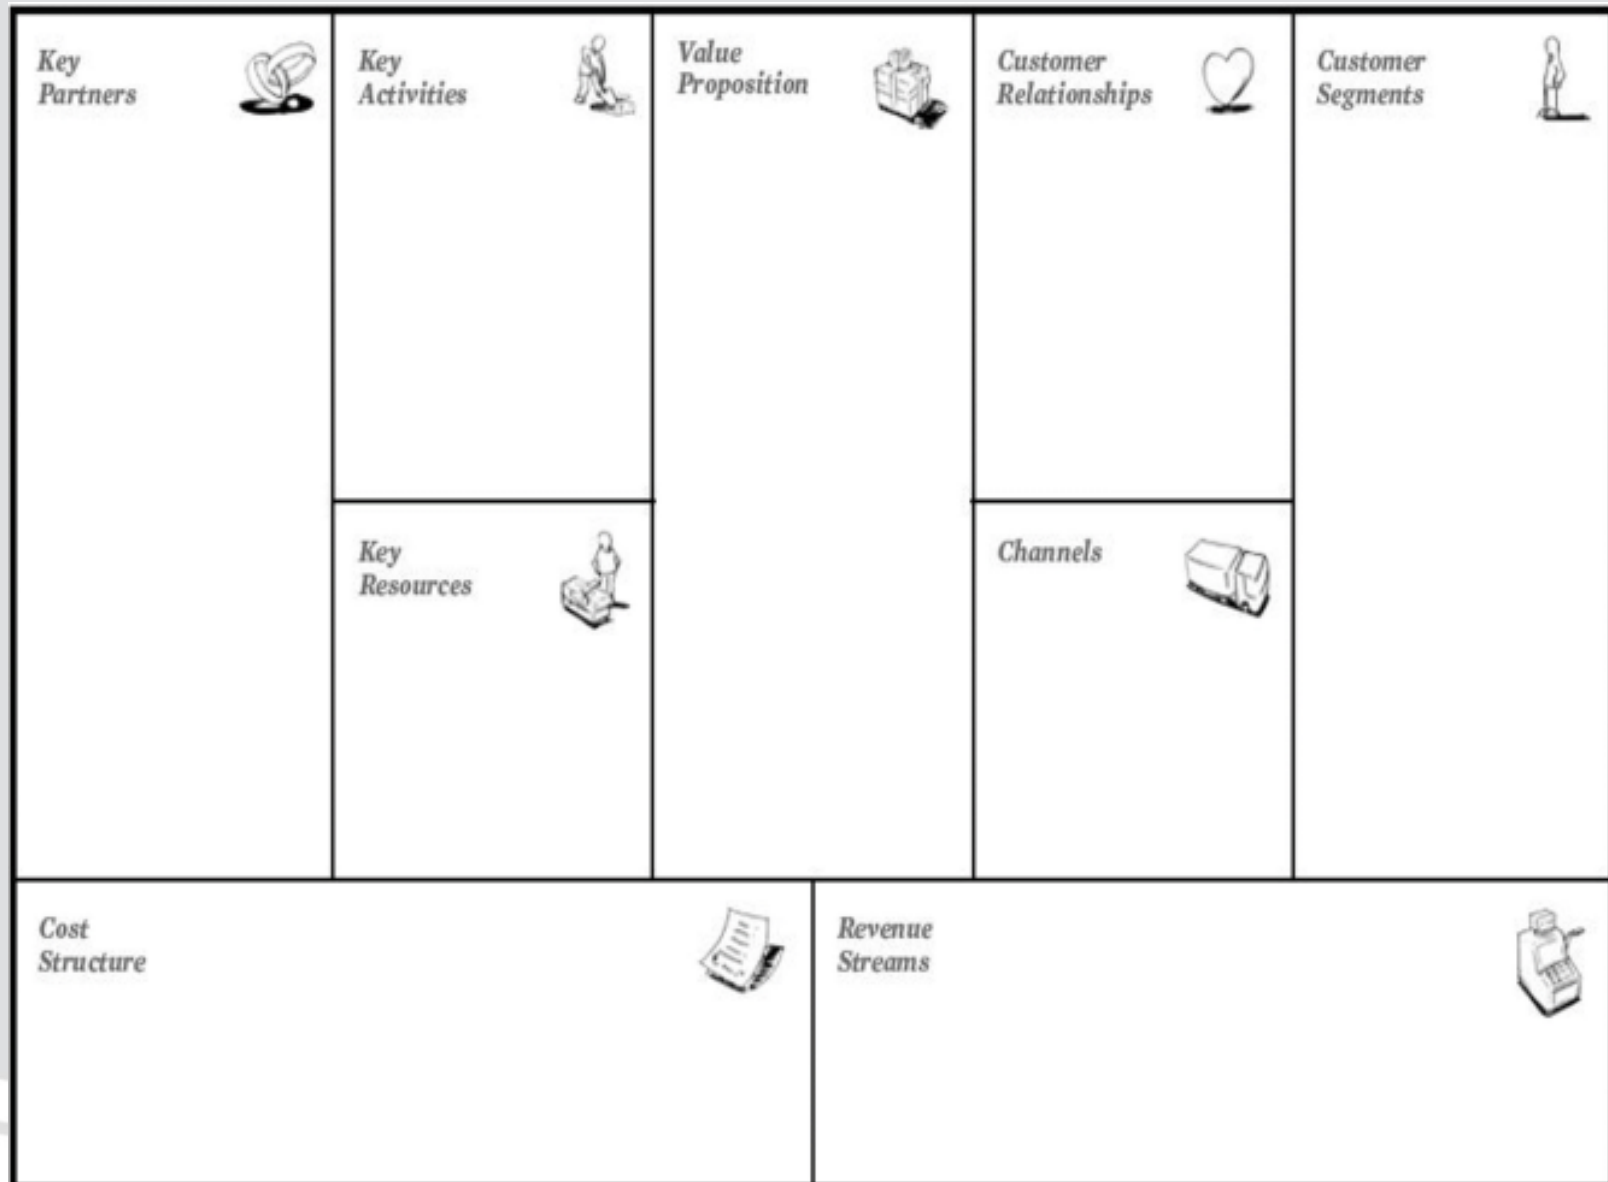 Key
Partners
Key
Activities
Value
Proposition
Customer
Relationships
Customer
Segments
Key
Resources
Channels
Cost
Structure
Revenue
Streams